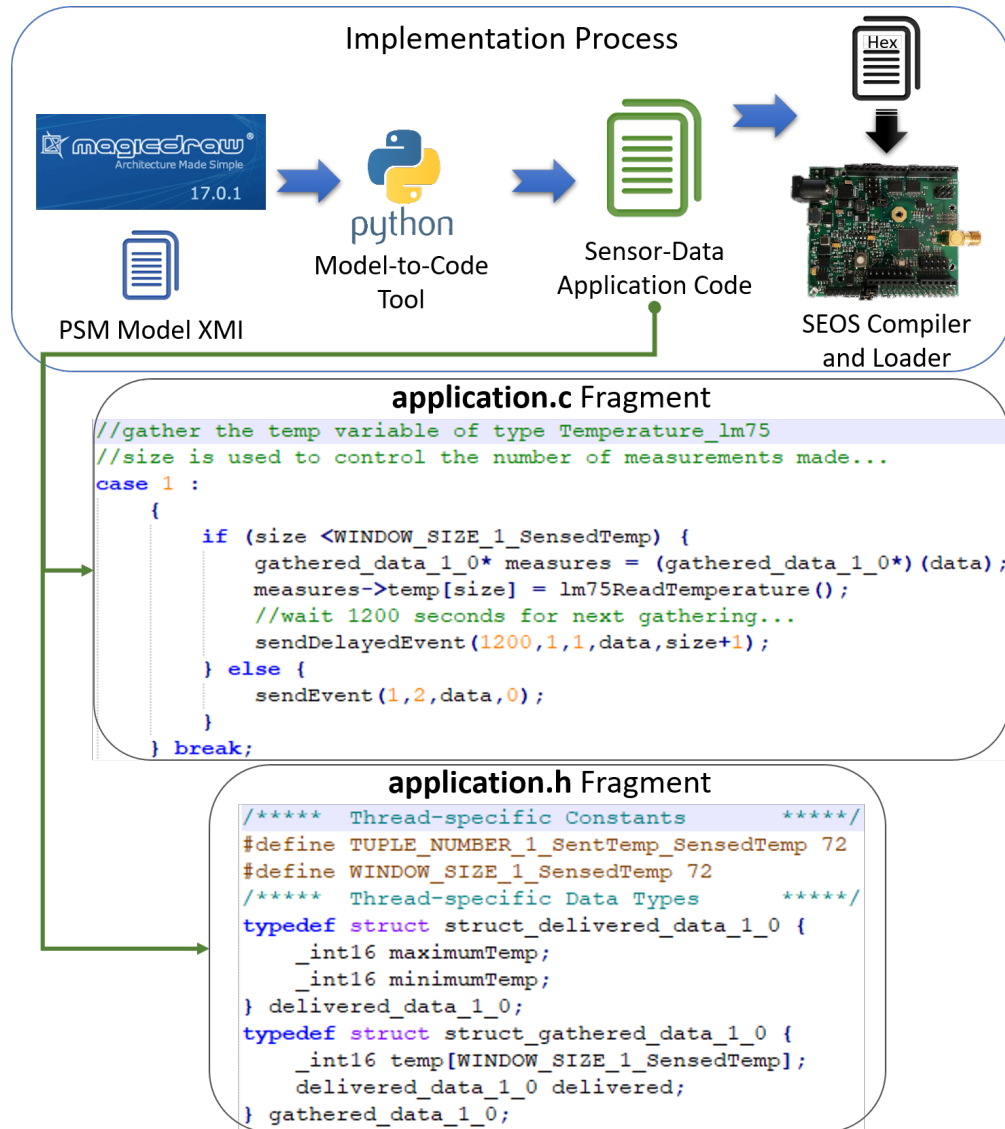 Implementation Process
Hex
magicdraw®
Architecture Made Simple
17.0.1
python
PSM Model XMI
Model-to-Code
Tool
Sensor-Data
Application Code
SEOS Compiler
and Loader
application.c Fragment
//gather the temp variable of type Temperature_lm75
//size is used to control the number of measurements made...
case 1 :
{
if (size <WINDOW_SIZE_1_SensedTemp) {
gathered_data_1_0* measures = (gathered_data_1_0*)(data);
measures->temp[size] = lm75ReadTemperature();
//wait 1200 seconds for next gathering...
sendDelayedEvent(1200,1,1,data,size+1);
} else {
sendEvent(1,2,data,0);
}
} break;
application.h Fragment
/***** Thread-specific Constants *****/
#define TUPLE_NUMBER_1_SentTemp_SensedTemp 72
#define WINDOW_SIZE_1_SensedTemp 72
/***** Thread-specific Data Types *****/
typedef struct struct_delivered_data_1_0 {
_int16 maximumTemp;
_int16 minimumTemp;
} delivered_data_1_0;
typedef struct struct_gathered_data_1_0 {
_int16 temp[WINDOW_SIZE_1_SensedTemp];
delivered_data_1_0 delivered;
} gathered_data_1_0;